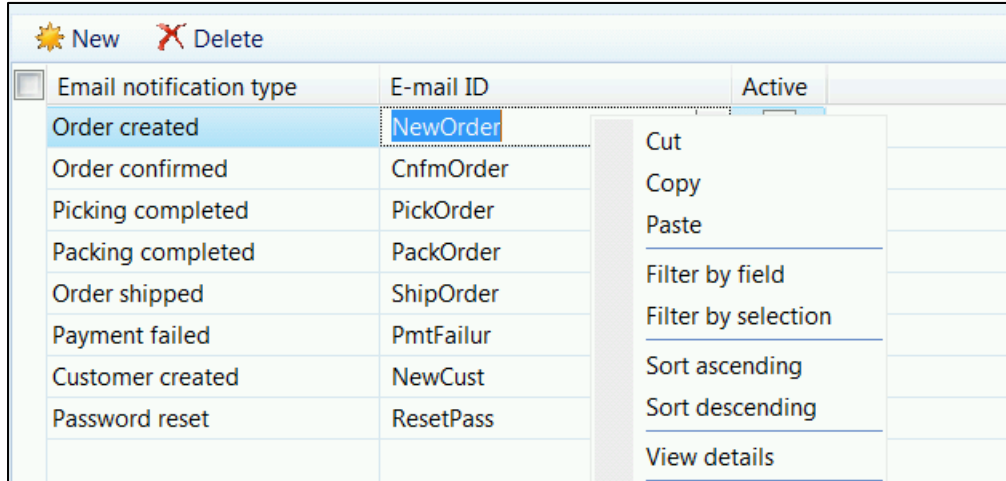 New Delete
Email notification type E-mail ID Active
Order created NewOrder
Order confirmed CnfmOrder
Picking completed PickOrder
Packing completed PackOrder
Order shipped ShipOrder
Payment failed PmtFailur
Customer created NewCust
Password reset ResetPass
Cut
Copy
Paste
Filter by field
Filter by selection
Sort ascending
Sort descending
View details